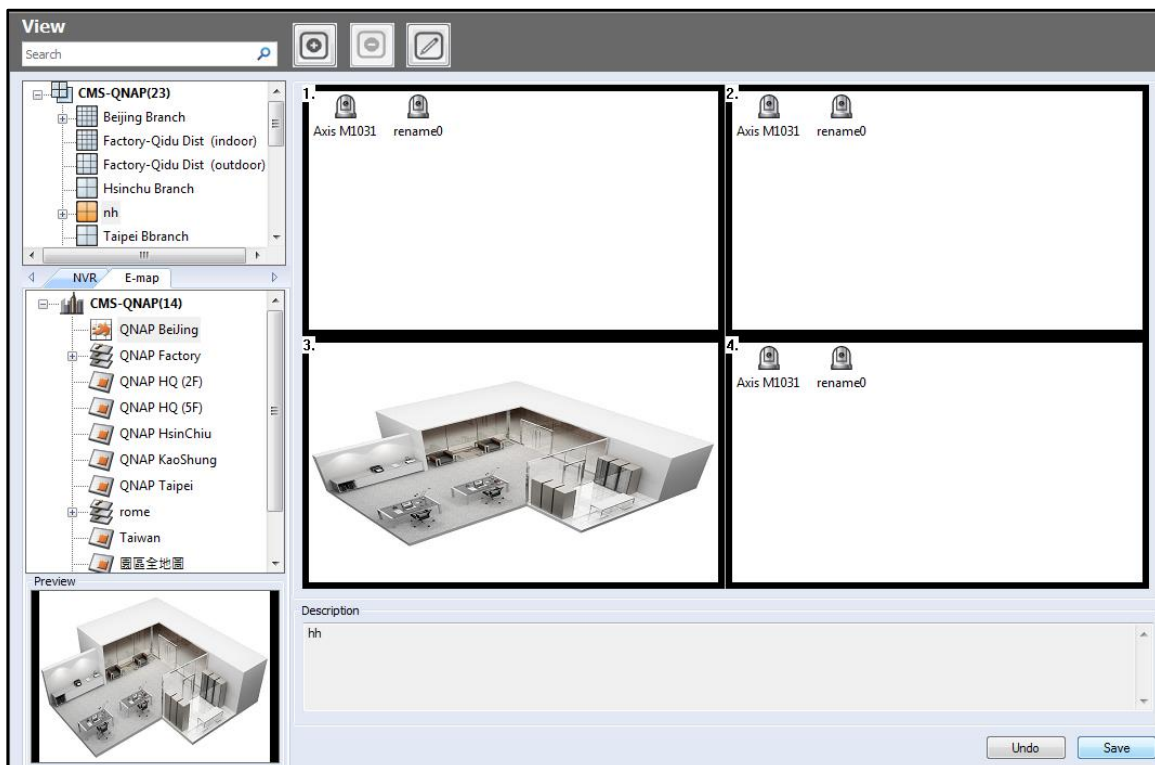 View
Search
CMS-QNAP(23)
Beijing Branch
Factory-Qidu Dist (indoor)
Factory-Qidu Dist (outdoor)
Hsinchu Branch
nh
Taipei Bbranch
NVR E-map
CMS-QNAP(14)
QNAP BeiJing
QNAP Factory
QNAP HQ (2F)
QNAP HQ (5F)
QNAP HsinChiu
QNAP KaoShung
QNAP Taipei
rome
Taiwan
園區全地圖
Preview
1.
Axis M1031 rename0
2.
Axis M1031 rename0
3.
4.
Axis M1031 rename0
Description
hh
Undo Save